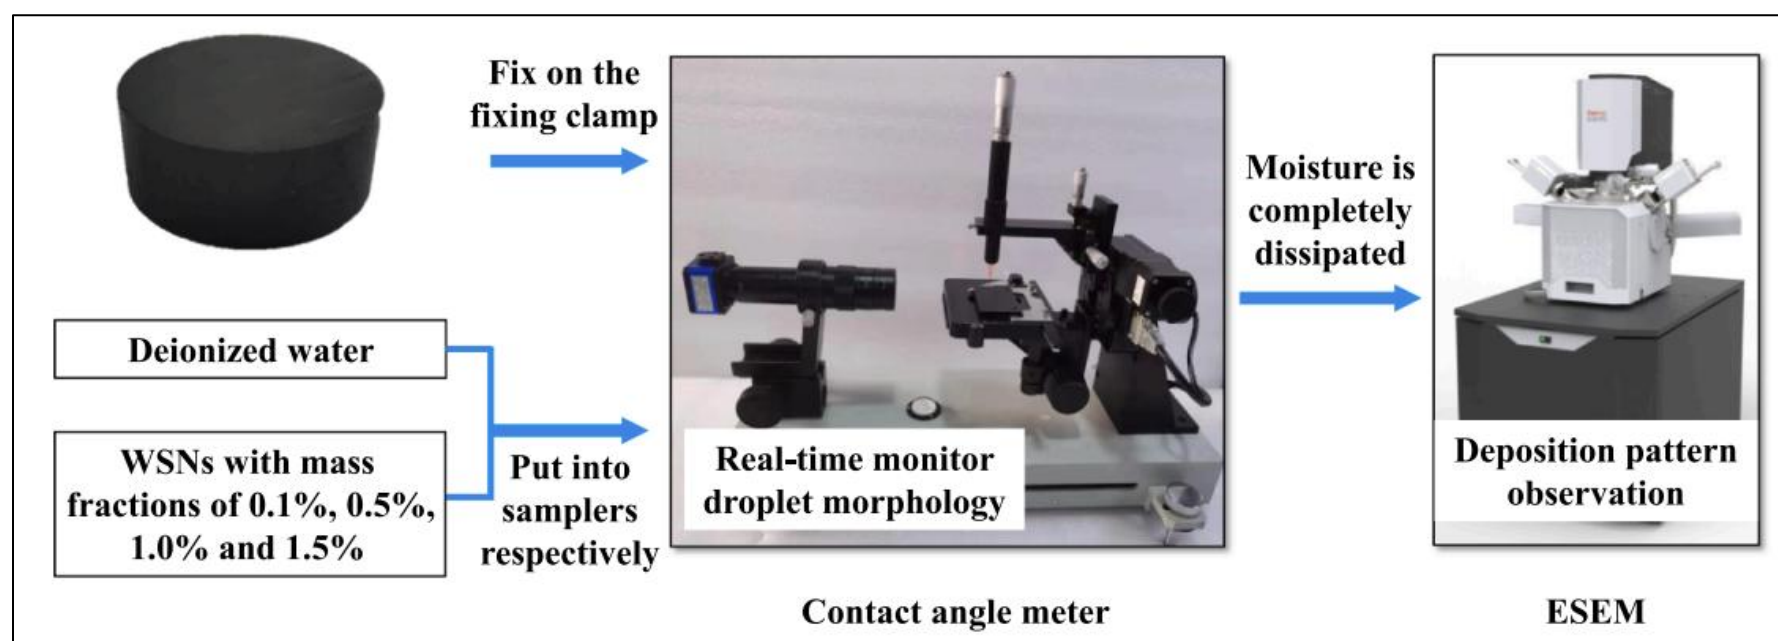 Fix on the
fixing clamp
Deionized water
WSNs with mass
fractions of 0.1%, 0.5%,
1.0% and 1.5%
Put into
samplers
respectively
Real-time monitor
droplet morphology
Contact angle meter
Moisture is
completely
dissipated
Deposition pattern
observation
ESEM